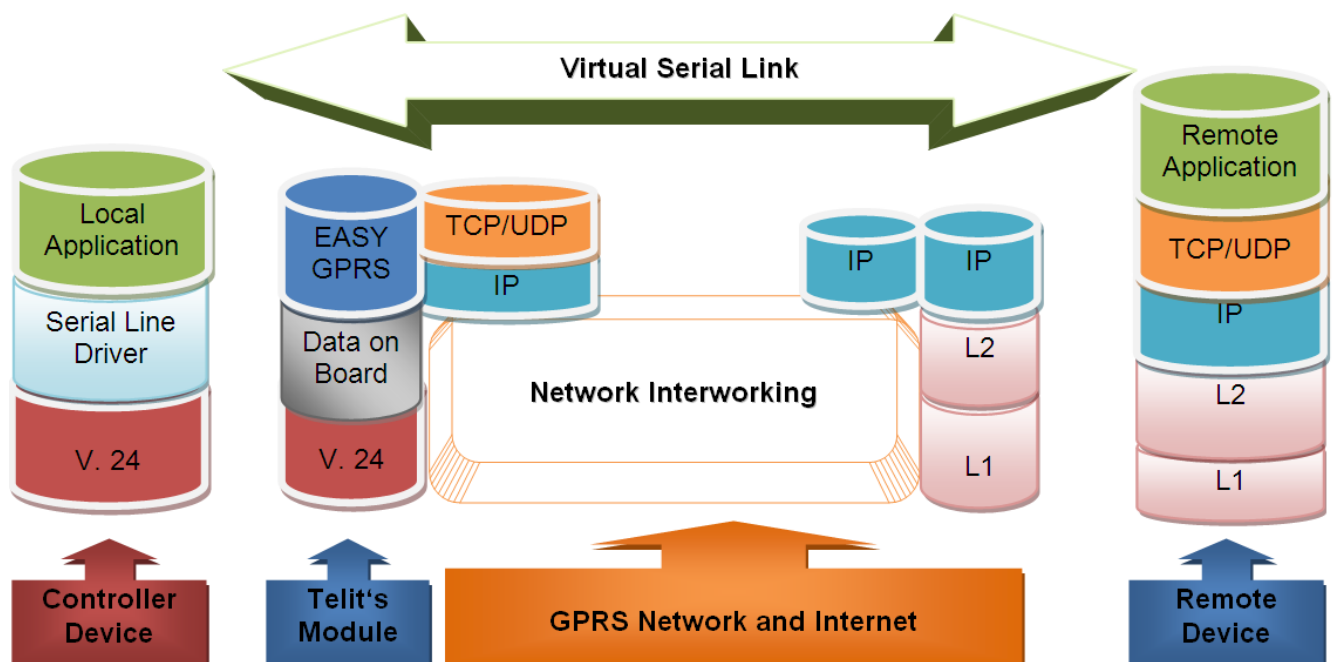 Virtual Serial Link
Local
Application
Serial Line
Driver
V. 24
EASY
GPRS
Data on
Board
V. 24
TCP/UDP
IP
Network Interworking
IP
IP
L2
L1
Remote
Application
TCP/UDP
IP
L2
L1
Controller
Device
Telit‘s
Module
GPRS Network and Internet
Remote
Device